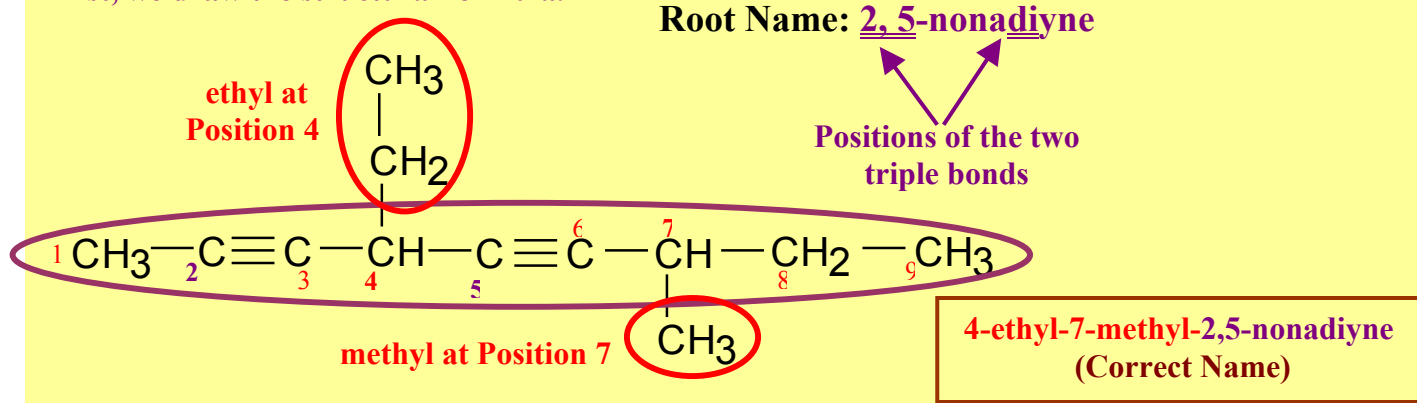 Root Name: 2, 5-nonadiyne
CH3
ethyl at
Position 4
Positions of the two
triple bonds
CH2
1 CH3 2 C C 3 4 CH C 5 6 C 7 CH CH2 8 9 CH3
methyl at Position 7
CH3
4-ethyl-7-methyl-2,5-nonadiyne
(Correct Name)